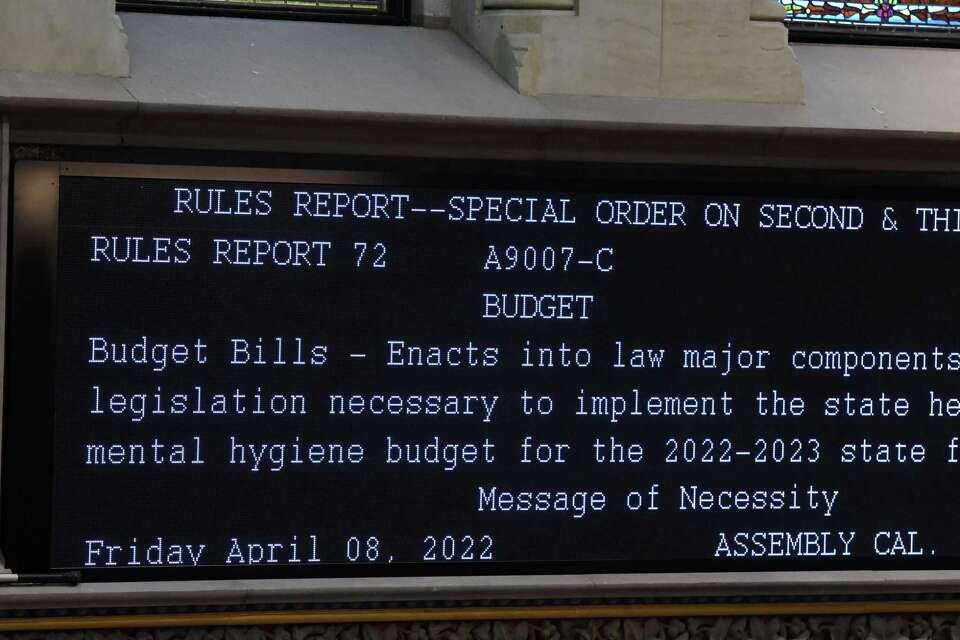 RULES REPORT--SPECIAL ORDER ON SECOND & THI
RULES REPORT 72 A9007-C
BUDGET
Budget Bills - Enacts into law major components
legislation necessary to implement the state he
mental hygiene budget for the 2022-2023 state f
Message of Necessity
Friday April 08, 2022 ASSEMBLY CAL.